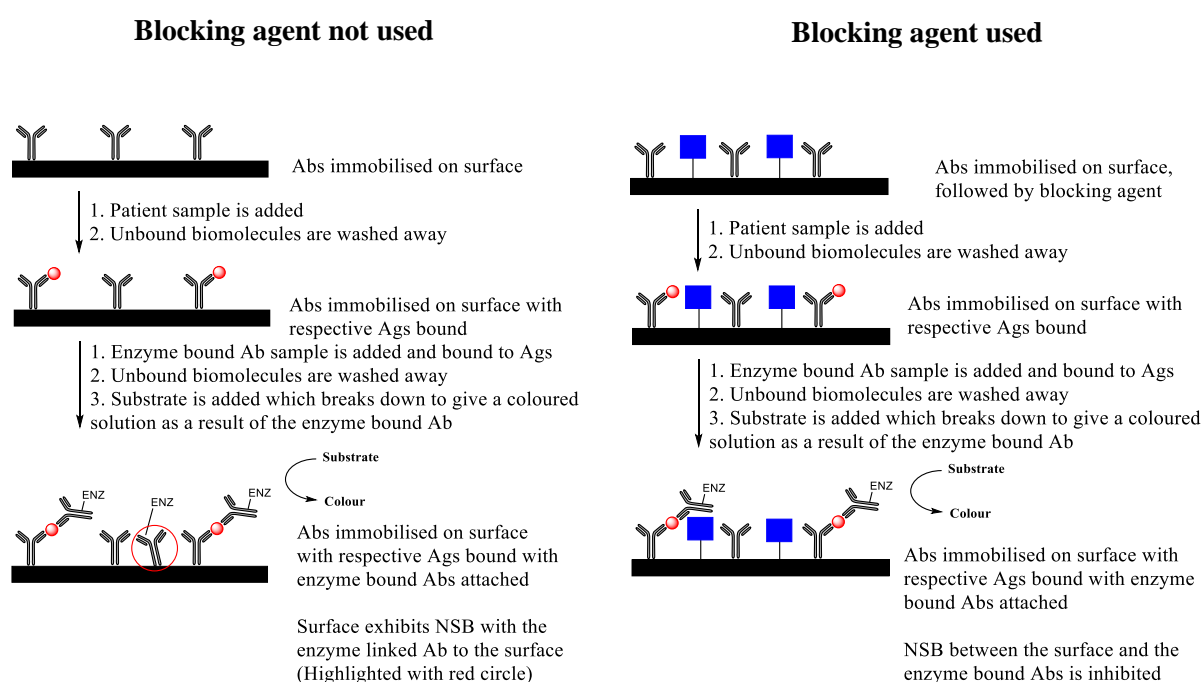 Blocking agent not used
Abs immobilised on surface
1. Patient sample is added
2. Unbound biomolecules are washed away
Abs immobilised on surface with
respective Ags bound
1. Enzyme bound Ab sample is added and bound to Ags
2. Unbound biomolecules are washed away
3. Substrate is added which breaks down to give a coloured
solution as a result of the enzyme bound Ab
Substrate
Colour
ENZ
ENZ
ENZ
Abs immobilised on surface
with respective Ags bound with
enzyme bound Abs attached
Surface exhibits NSB with the
enzyme linked Ab to the surface
(Highlighted with red circle)
Blocking agent used
Abs immobilised on surface,
followed by blocking agent
1. Patient sample is added
2. Unbound biomolecules are washed away
Abs immobilised on surface with
respective Ags bound
1. Enzyme bound Ab sample is added and bound to Ags
2. Unbound biomolecules are washed away
3. Substrate is added which breaks down to give a coloured
solution as a result of the enzyme bound Ab
Substrate
Colour
ENZ
ENZ
Abs immobilised on surface with
respective Ags bound with enzyme
bound Abs attached
NSB between the surface and the
enzyme bound Abs is inhibited